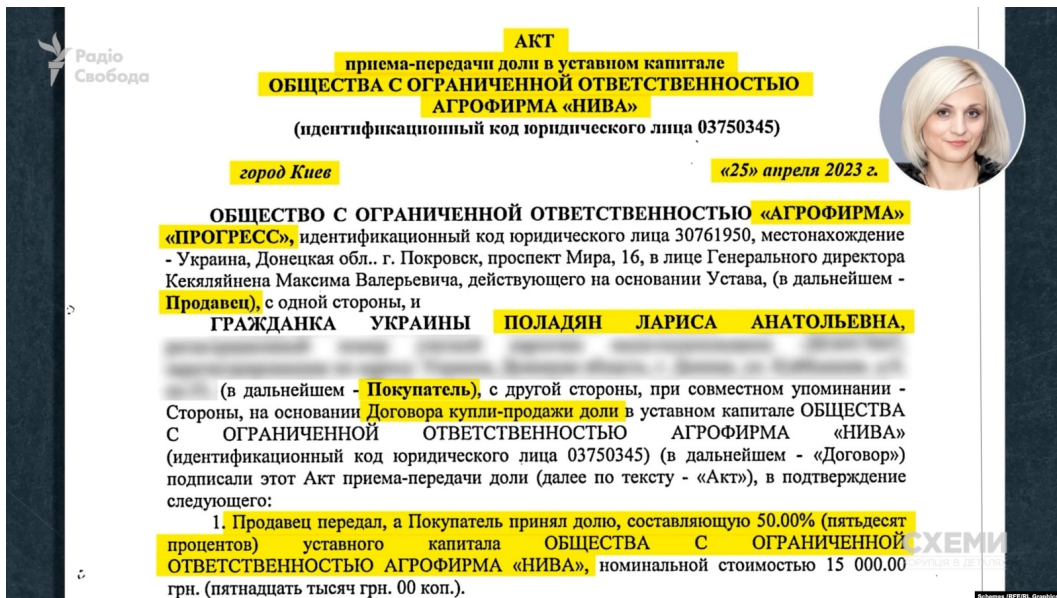 Радіо
Свобода
АКТ
приема-передачи доли в уставном капитале
ОБЩЕСТВА С ОГРАНИЧЕННОЙ ОТВЕТСТВЕННОСТЬЮ
АГРОФИРМА «НИВА»
(идентификационный код юридического лица 03750345)
город Киев
«25» апреля 2023 г.
ОБЩЕСТВО С ОГРАНИЧЕННОЙ ОТВЕТСТВЕННОСТЬЮ «АГРОФИРМА»
«ПРОГРЕСС», идентификационный код юридического лица 30761950, местонахождение
- Украина, Донецкая обл.. г. Покровск, проспект Мира, 16, в лице Генерального директора
Кекяляйнена Максима Валерьевича, действующего на основании Устава, (в дальнейшем -
Продавец), с одной стороны, и
ГРАЖДАНКА УКРАИНЫ ПОЛАДЯН ЛАРИСА АНАТОЛЬЕВНА,
(в дальнейшем - Покупатель), с другой стороны, при совместном упоминании -
Стороны, на основании Договора купли-продажи доли в уставном капитале ОБЩЕСТВА
С ОГРАНИЧЕННОЙ ОТВЕТСТВЕННОСТЬЮ АГРОФИРМА «НИВА»
(идентификационный код юридического лица 03750345) (в дальнейшем - «Договор»)
подписали этот Акт приема-передачи доли (далее по тексту - «Акт»), в подтверждение
следующего:
1. Продавец передал, а Покупатель принял долю, составляющую 50.00% (пятьдесят
процентов) уставного капитала ОБЩЕСТВА С ОГРАНИЧЕННОЙ
ОТВЕТСТВЕННОСТЬЮ АГРОФИРМА «НИВА», номинальной стоимостью 15 000.00
грн. (пятнадцать тысяч грн. 00 коп.).
СХЕМИ
КОРУПЦІЯ В ДЕТАЛЯХ
Schemes (RFE/RL Graphics)